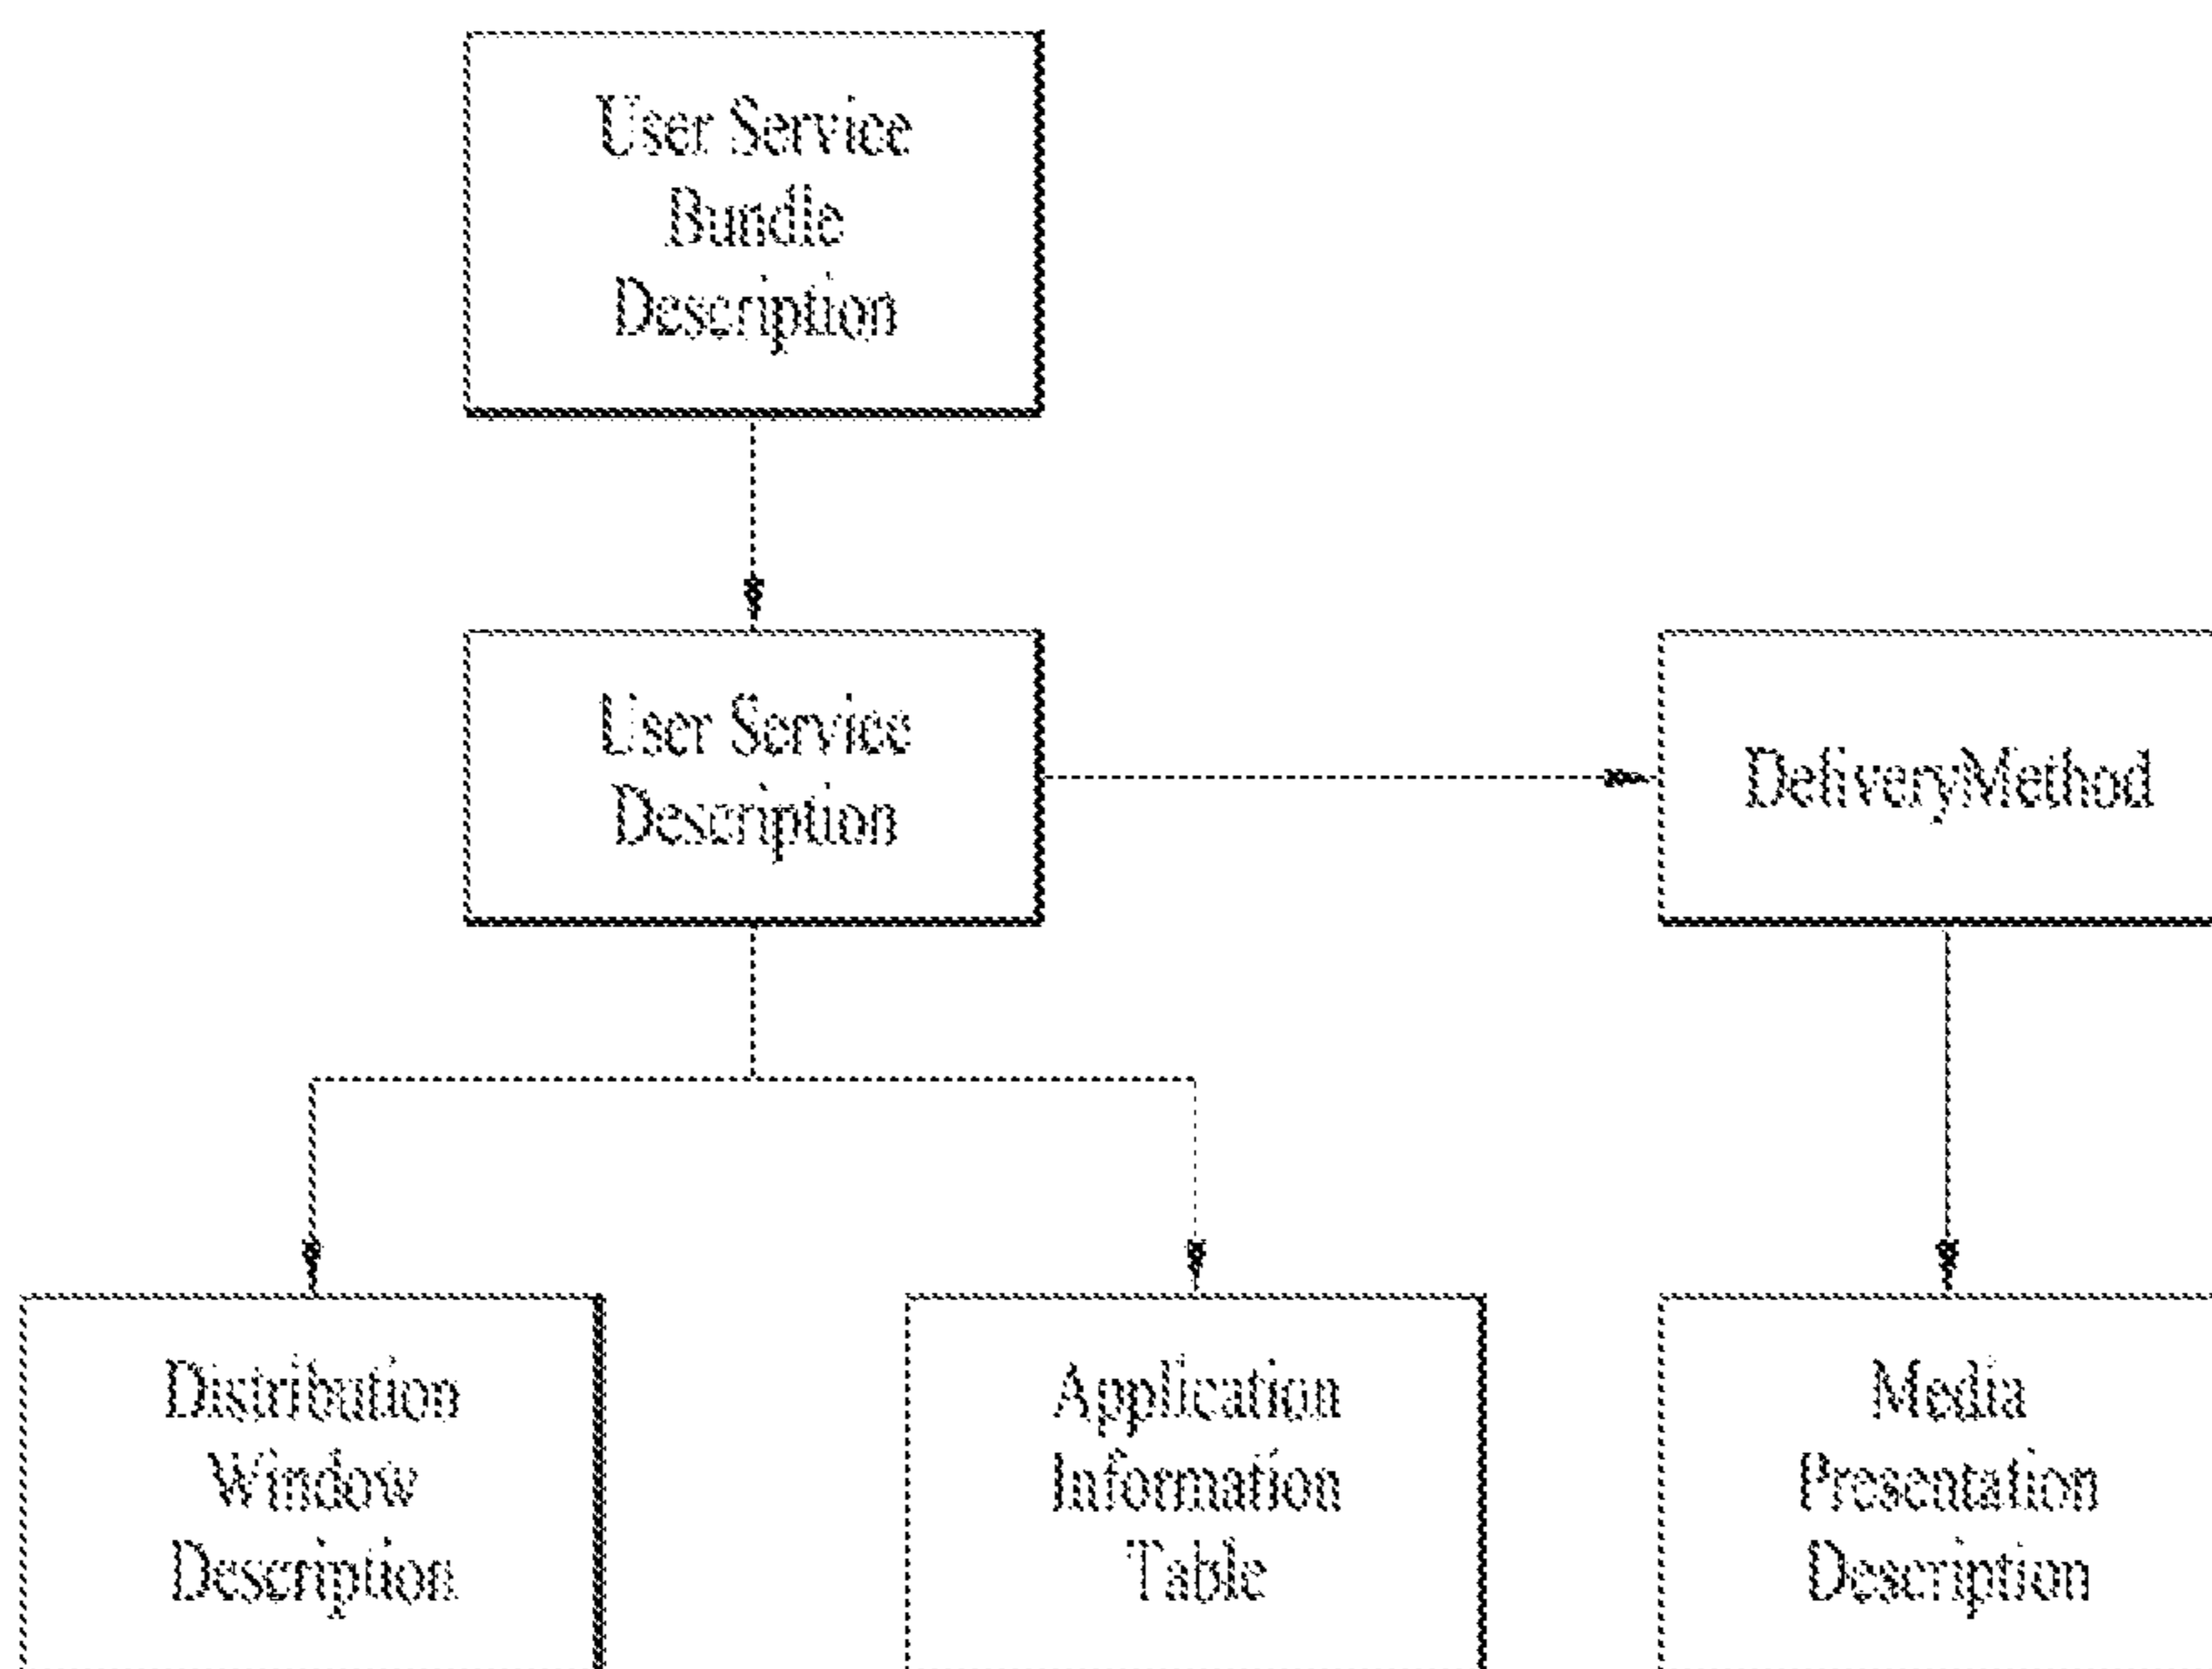 User Service
Bundle
Description
User Service
Description
DeliveryMethod
Distribution
Window
Description
Application
Information
Table
Media
Presentation
Description